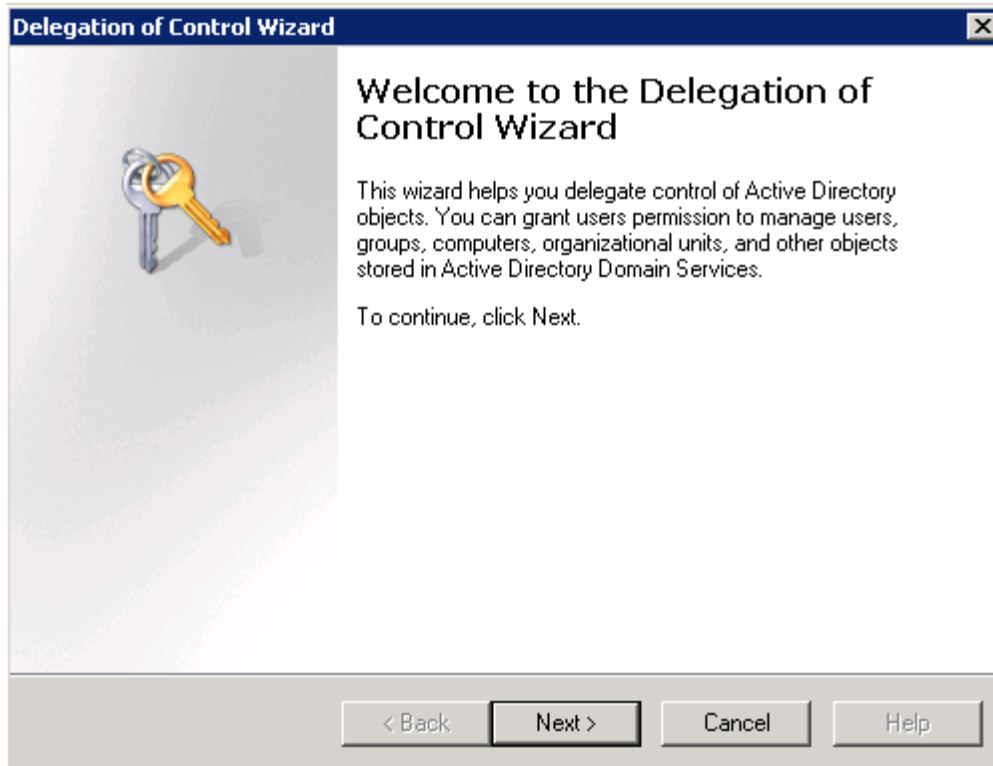 Delegation of Control Wizard
Welcome to the Delegation of
Control Wizard
This wizard helps you delegate control of Active Directory
objects. You can grant users permission to manage users,
groups, computers, organizational units, and other objects
stored in Active Directory Domain Services.
To continue, click Next.
< Back Next > Cancel Help